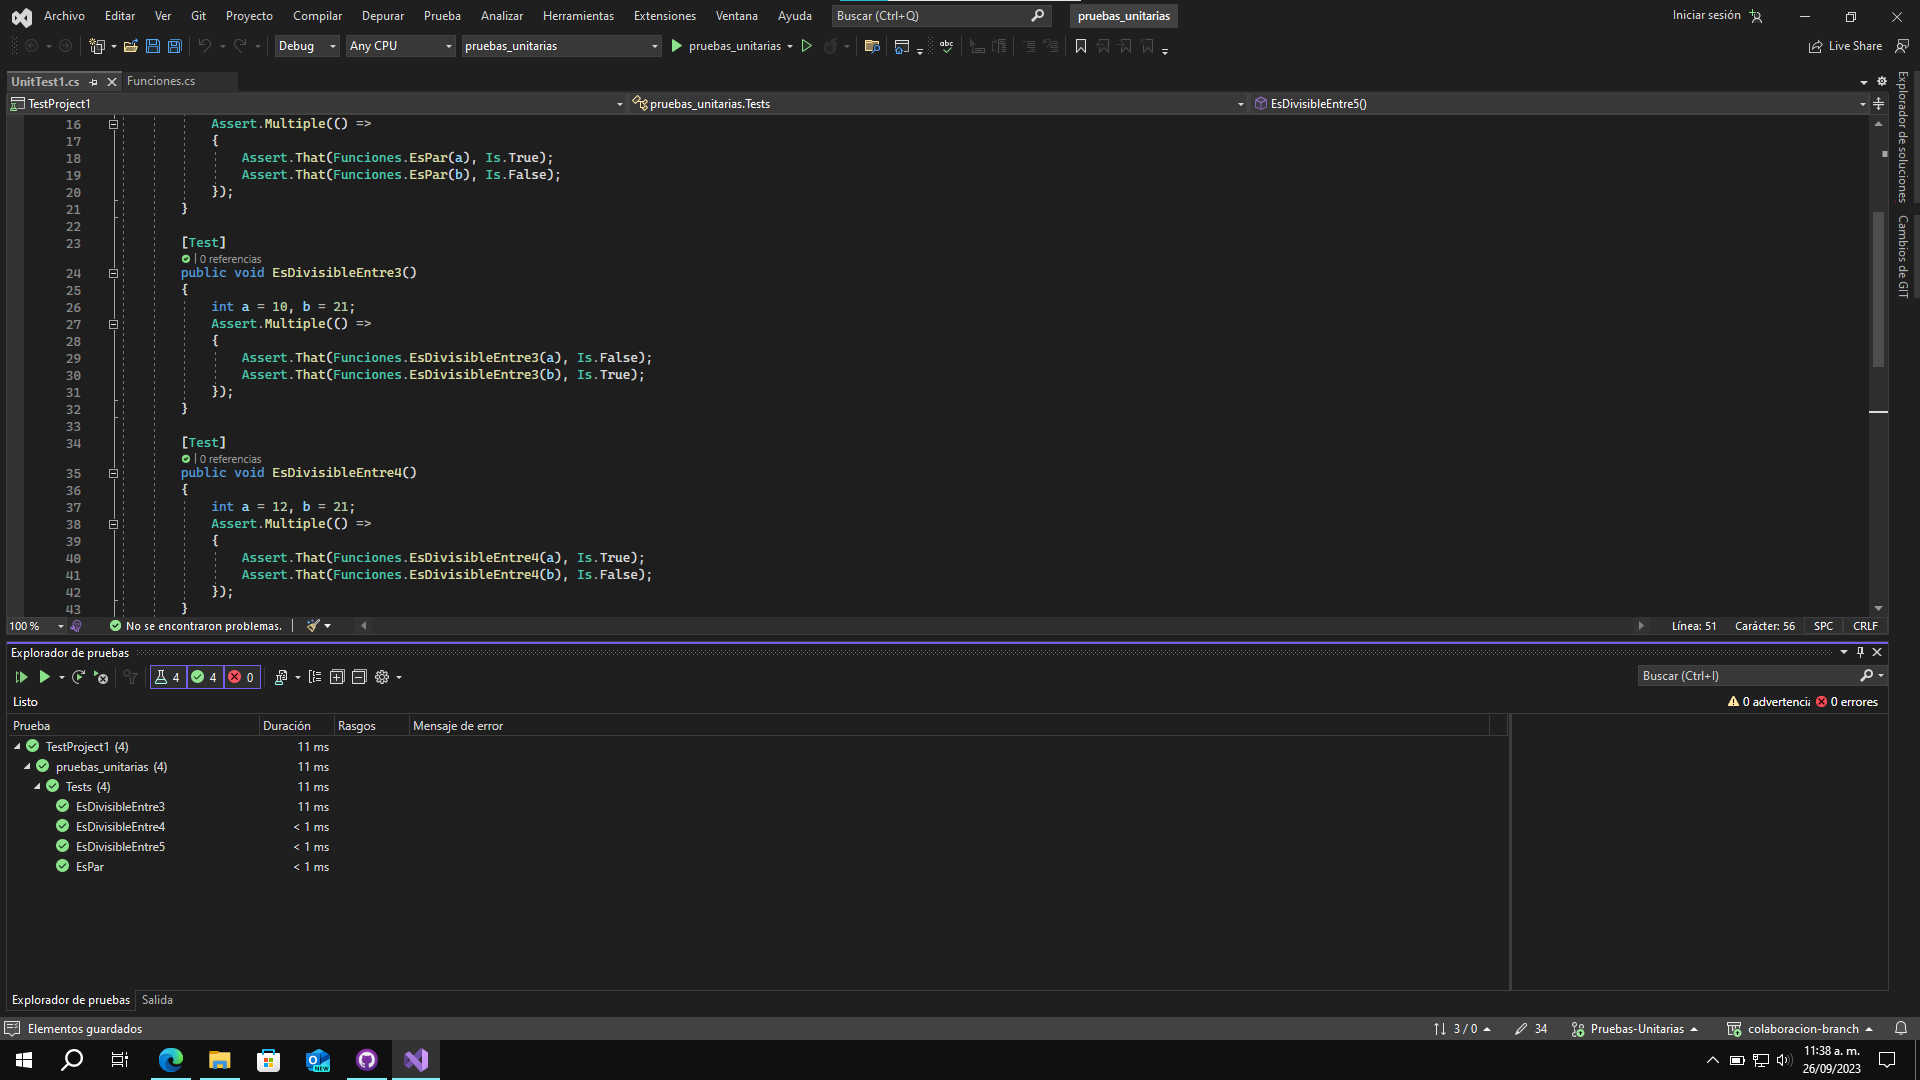 Archivo Editar Ver Git Proyecto Compilar Depurar Prueba Analizar Herramientas Extensiones Ventana Ayuda Buscar (Ctrl+Q) pruebas_unitarias Iniciar sesión
Debug Any CPU pruebas_unitarias pruebas_unitarias Live Share
UnitTest1.cs Funciones.cs
TestProject1 pruebas_unitarias.Tests EsDivisibleEntre5()
Explorador de soluciones
Cambios de GIT
16 Assert.Multiple(() =>
17 {
18 Assert.That(Funciones.EsPar(a), Is.True);
19 Assert.That(Funciones.EsPar(b), Is.False);
20 });
21 }
22
23 [Test]
0 referencias
24 public void EsDivisibleEntre3()
25 {
26 int a = 10, b = 21;
27 Assert.Multiple(() =>
28 {
29 Assert.That(Funciones.EsDivisibleEntre3(a), Is.False);
30 Assert.That(Funciones.EsDivisibleEntre3(b), Is.True);
31 });
32 }
33
34 [Test]
0 referencias
35 public void EsDivisibleEntre4()
36 {
37 int a = 12, b = 21;
38 Assert.Multiple(() =>
39 {
40 Assert.That(Funciones.EsDivisibleEntre4(a), Is.True);
41 Assert.That(Funciones.EsDivisibleEntre4(b), Is.False);
42 });
43 }
100 % No se encontraron problemas. Línea: 51 Carácter: 56 SPC CRLF
Explorador de pruebas
4 4 0 Buscar (Ctrl+I)
Listo 0 advertencia 0 errores
Prueba Duración Rasgos Mensaje de error
TestProject1 (4) 11 ms
pruebas_unitarias (4) 11 ms
Tests (4) 11 ms
EsDivisibleEntre3 11 ms
EsDivisibleEntre4 < 1 ms
EsDivisibleEntre5 < 1 ms
EsPar < 1 ms
Explorador de pruebas Salida
Elementos guardados 3 / 0 34 Pruebas-Unitarias colaboracion-branch
NEW
11:38 a. m.
26/09/2023